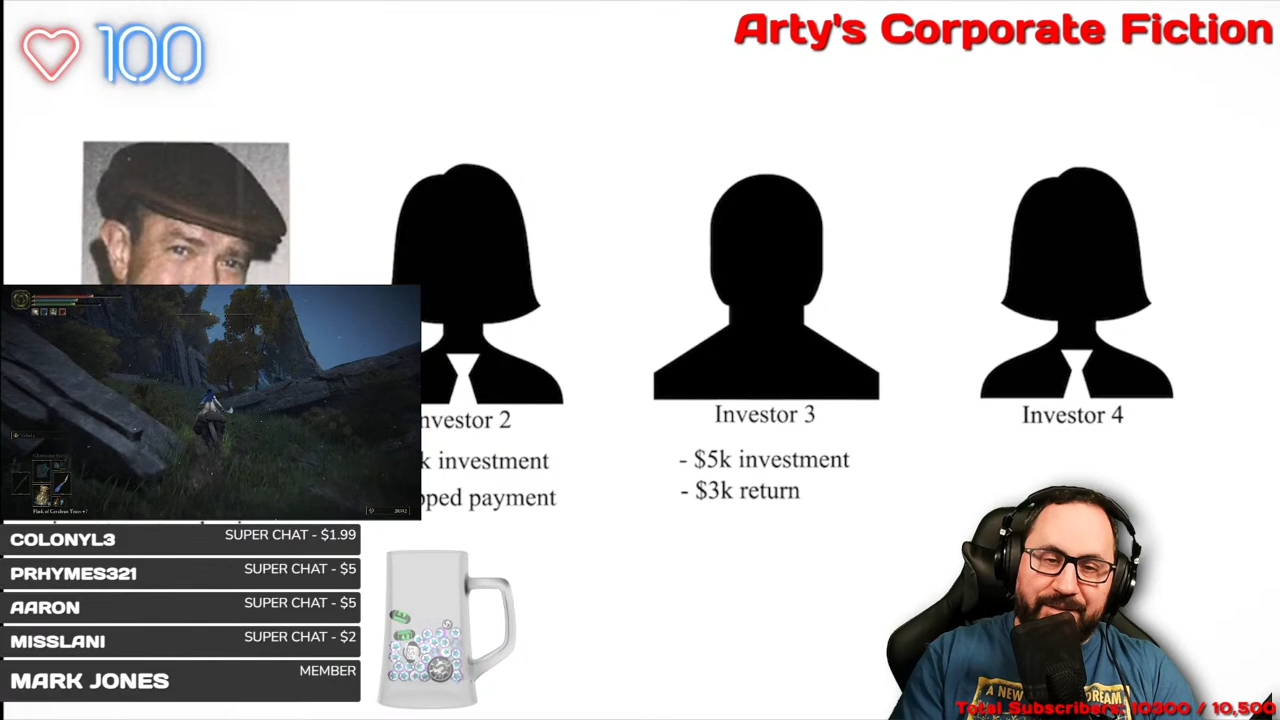 100
Arty's Corporate Fiction
nvestor 2
k investment
pped payment
Investor 3
- $5k investment
- $3k return
Investor 4
COLONYL3 SUPER CHAT - $1.99
PRHYMES321 SUPER CHAT - $5
AARON SUPER CHAT - $5
MISSLANI SUPER CHAT - $2
MARK JONES MEMBER
A NEW DREAM
Total Subscribers: 10300 / 10,500